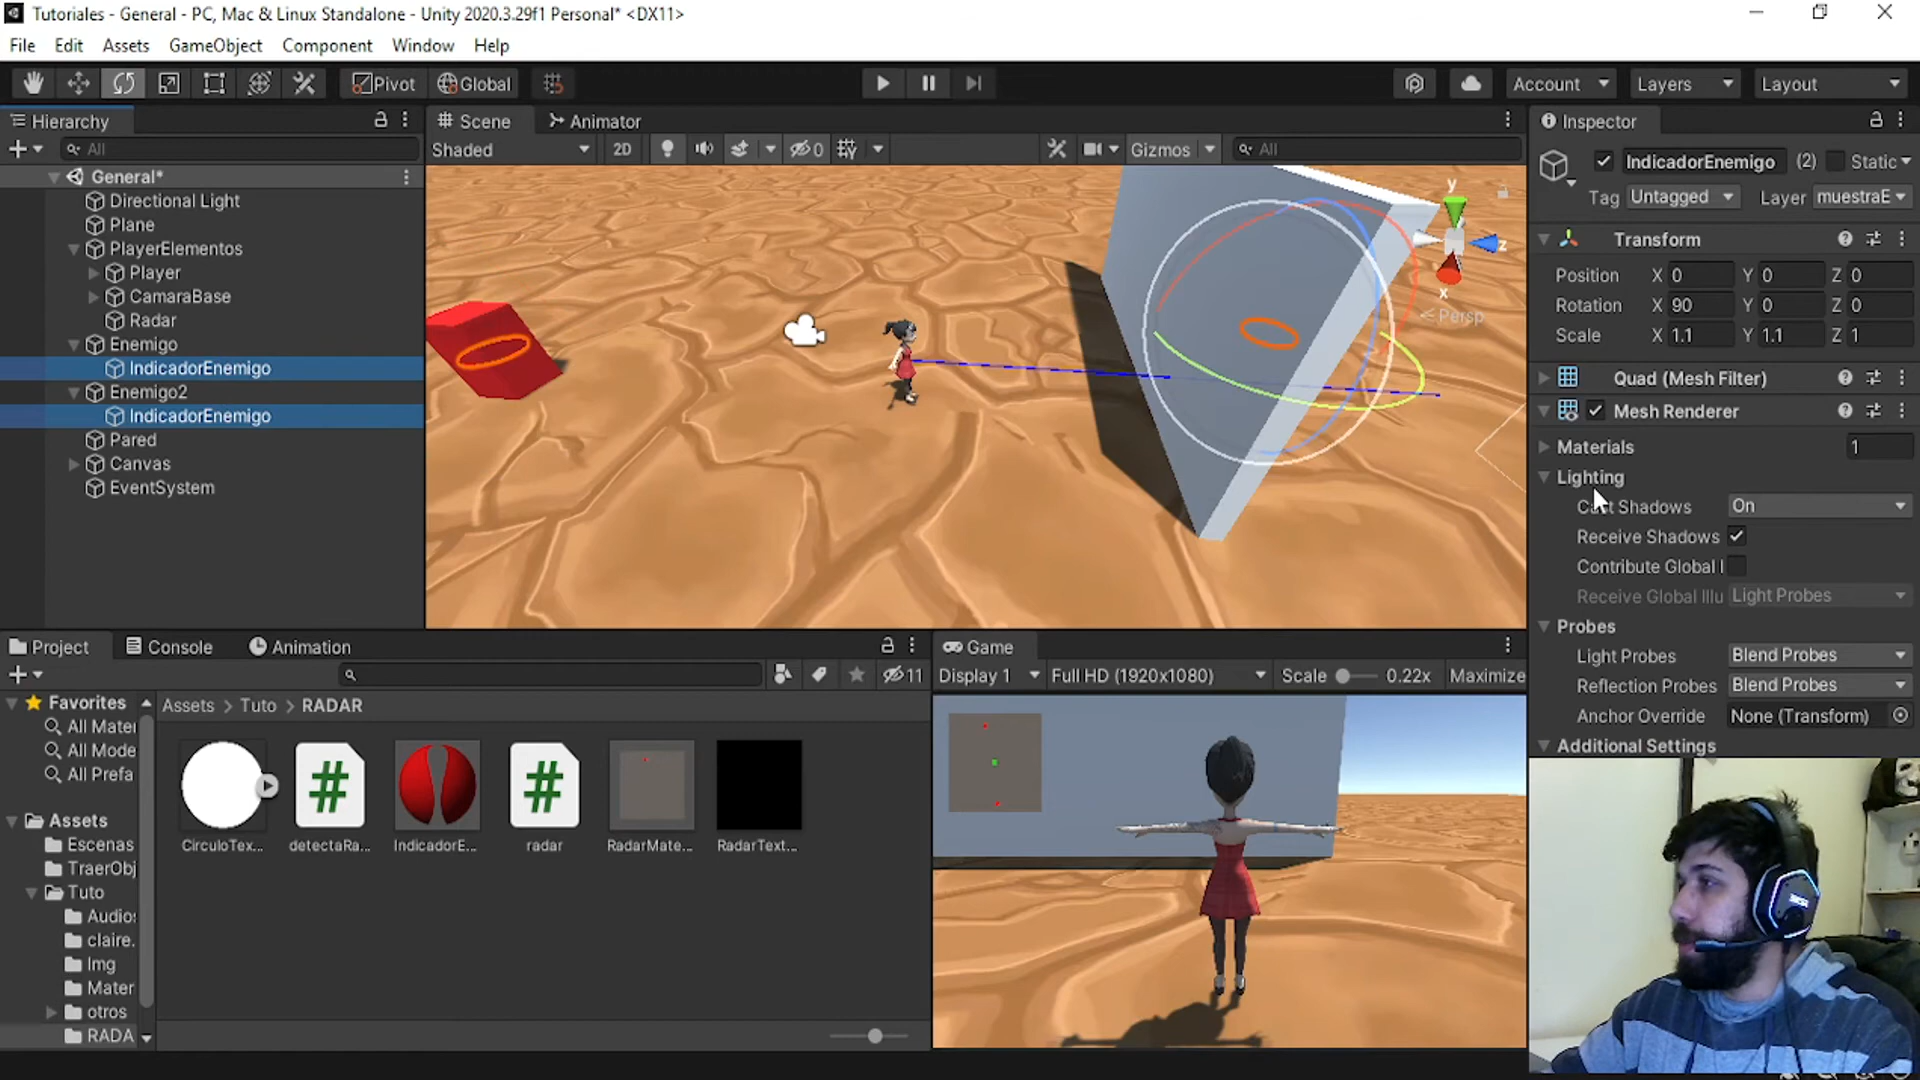 Tutoriales - General - PC, Mac & Linux Standalone - Unity 2020.3.29f1 Personal* <DX11>
File Edit Assets GameObject Component Window Help
Pivot Global Account Layers Layout
Hierarchy
All
General*
Directional Light
Plane
PlayerElementos
Player
CamaraBase
Radar
Enemigo
IndicadorEnemigo
Enemigo2
IndicadorEnemigo
Pared
Canvas
EventSystem
Scene Animator
Shaded 2D 0 Gizmos All
y
z
x
Persp
Inspector
IndicadorEnemigo (2) Static
Tag Untagged Layer muestraE
Transform
Position X 0 Y 0 Z 0
Rotation X 90 Y 0 Z 0
Scale X 1.1 Y 1.1 Z 1
Quad (Mesh Filter)
Mesh Renderer
Materials 1
Lighting
Cast Shadows On
Receive Shadows
Contribute Global I
Receive Global Illu Light Probes
Probes
Light Probes Blend Probes
Reflection Probes Blend Probes
Anchor Override None (Transform)
Additional Settings
Project Console Animation
11
Favorites
All Mater
All Mode
All Prefa
Assets
Escenas
TraerObj
Tuto
Audio
claire.
Img
Mater
otros
RADA
Assets > Tuto > RADAR
CirculoTex... detectaRa... IndicadorE... radar RadarMate... RadarText...
Game
Display 1 Full HD (1920x1080) Scale 0.22x Maximize